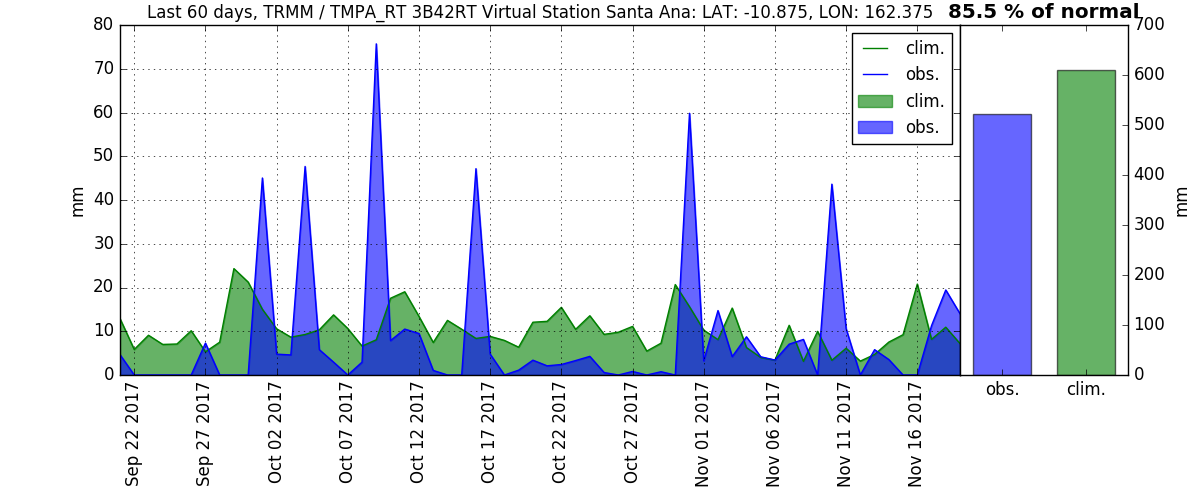 Last 60 days, TRMM / TMPA_RT 3B42RT Virtual Station Santa Ana: LAT: -10.875, LON: 162.375 85.5 % of normal
80
70
60
50
40
30
20
10
0
mm
clim.
obs.
clim.
obs.
700
600
500
400
300
200
100
0
mm
obs.
clim.
Sep 22 2017
Sep 27 2017
Oct 02 2017
Oct 07 2017
Oct 12 2017
Oct 17 2017
Oct 22 2017
Oct 27 2017
Nov 01 2017
Nov 06 2017
Nov 11 2017
Nov 16 2017